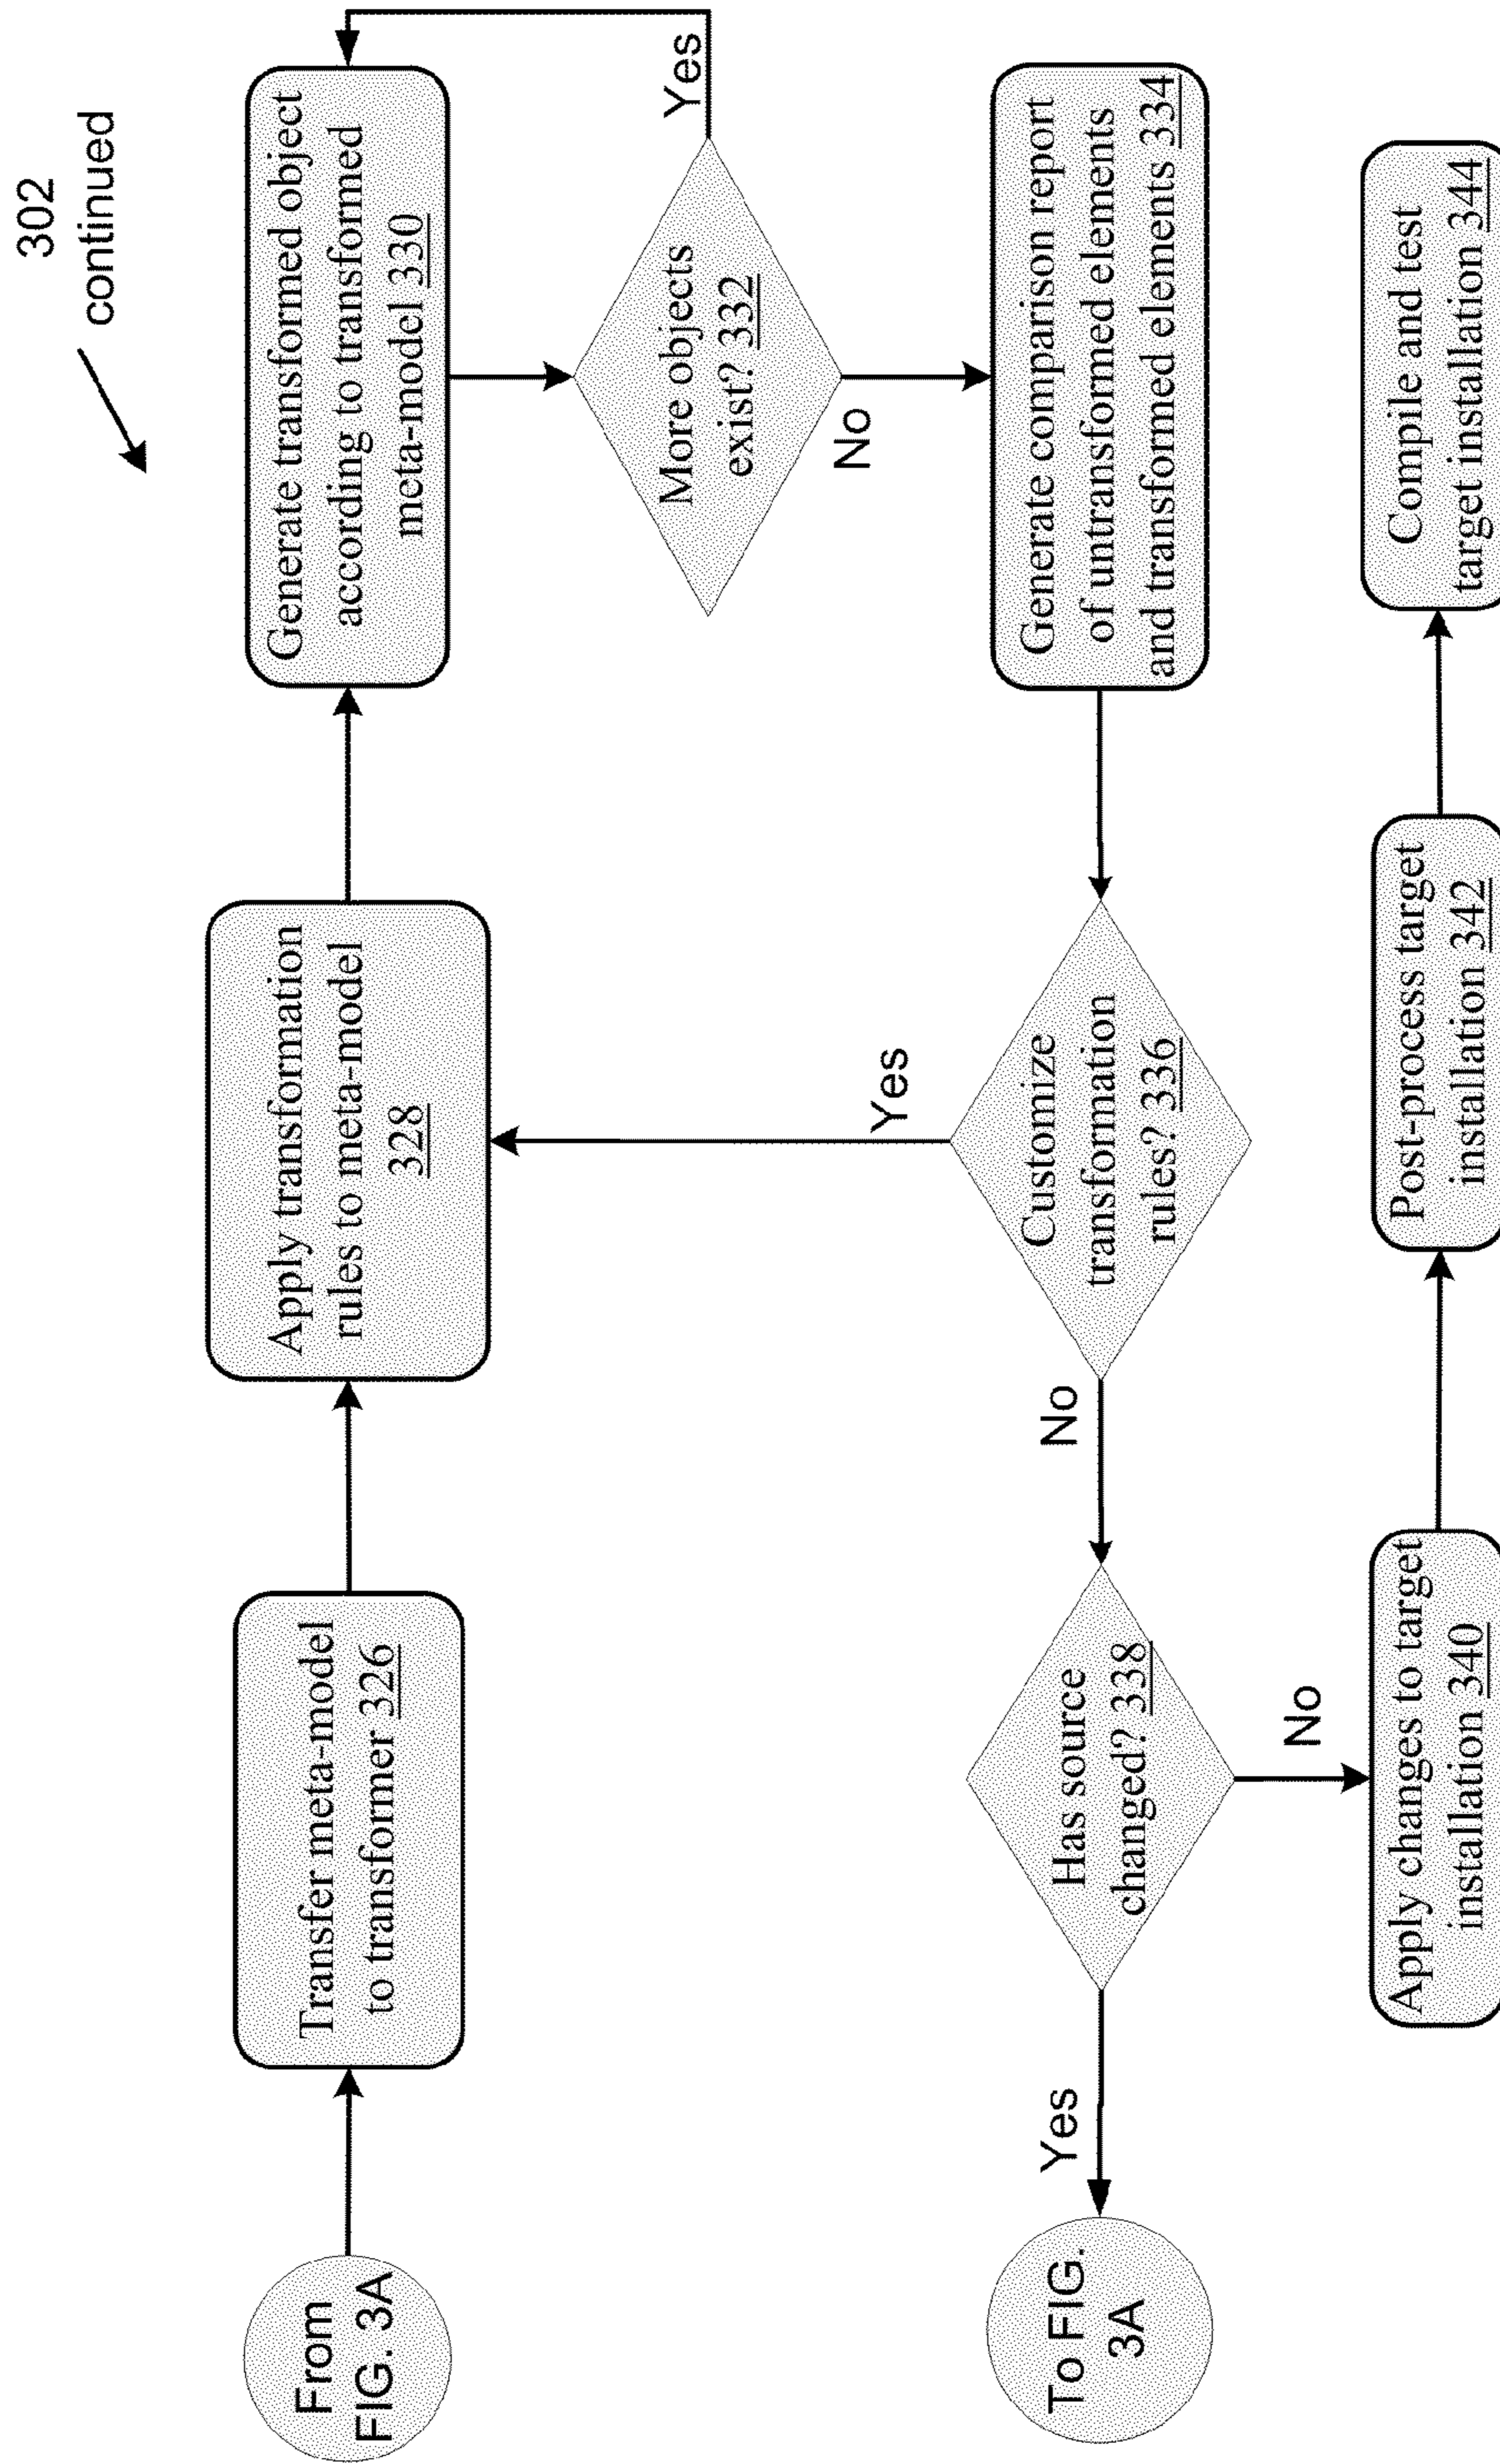 302
continued
From
FIG. 3A
Transfer meta-model
to transformer 326
Apply transformation
rules to meta-model
328
Generate transformed object
according to transformed
meta-model 330
Yes
More objects
exist? 332
No
Generate comparison report
of untransformed elements
and transformed elements 334
Customize
transformation
rules? 336
Yes
No
Has source
changed? 338
Yes
To FIG.
3A
No
Apply changes to target
installation 340
Post-process target
installation 342
Compile and test
target installation 344